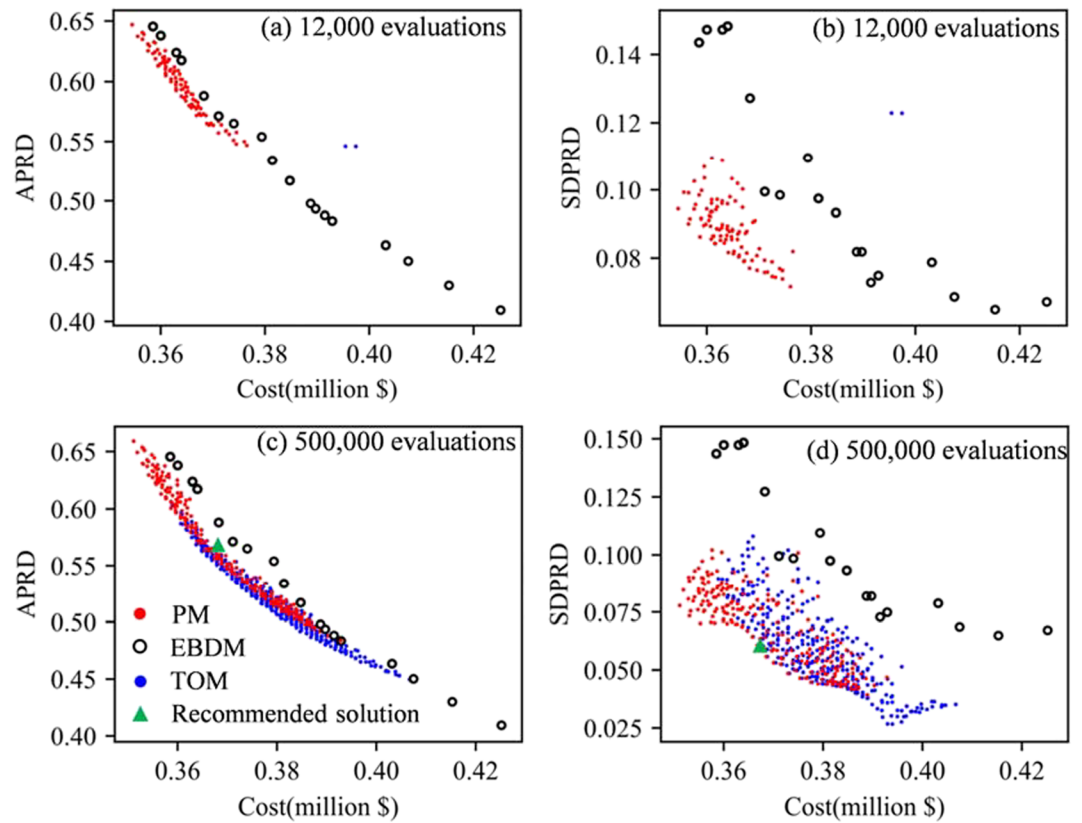 (a) 12,000 evaluations
APRD
0.65
0.60
0.55
0.50
0.45
0.40
0.36
0.38
0.40
0.42
Cost(million $)
(b) 12,000 evaluations
SDPRD
0.14
0.12
0.10
0.08
0.36
0.38
0.40
0.42
Cost(million $)
(c) 500,000 evaluations
APRD
0.65
0.60
0.55
0.50
0.45
0.40
PM
EBDM
TOM
Recommended solution
0.36
0.38
0.40
0.42
Cost(million $)
(d) 500,000 evaluations
SDPRD
0.150
0.125
0.100
0.075
0.050
0.025
0.36
0.38
0.40
0.42
Cost(million $)